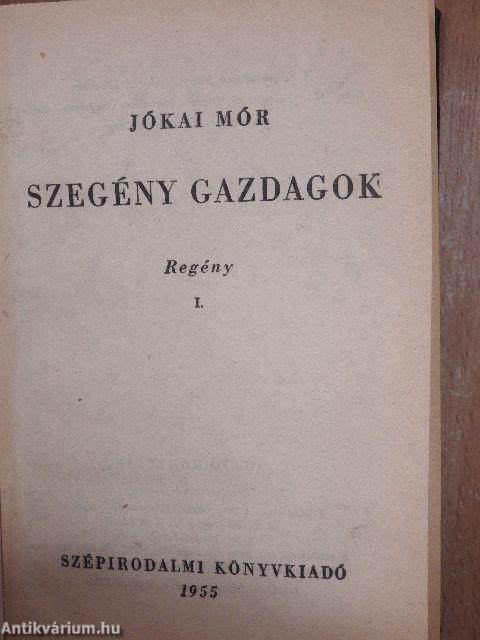 JÓKAI MÓR
SZEGÉNY GAZDAGOK
Regény
I.
SZÉPIRODALMI KÖNYVKIADÓ
1955
Antikvárium.hu